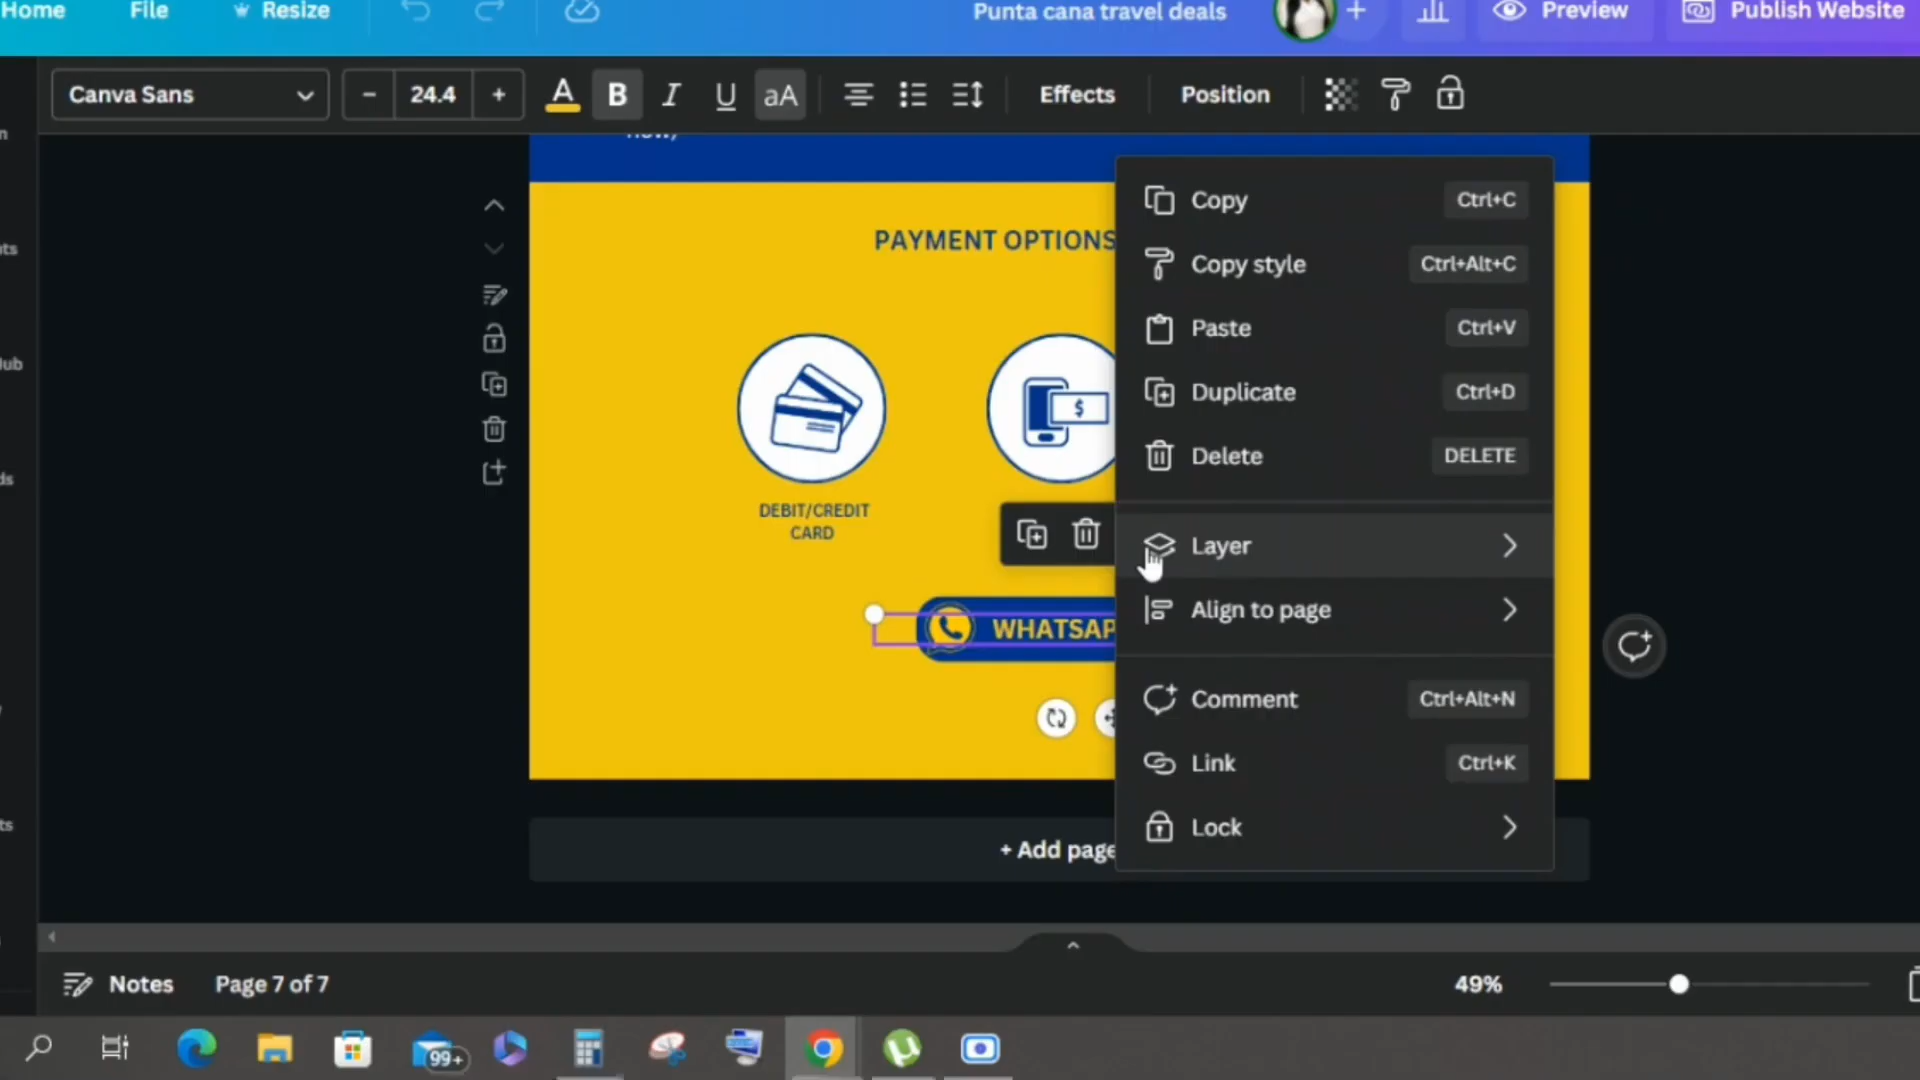 Home File Resize Punta cana travel deals Preview Publish Website
Canva Sans 24.4 A B I U aA Effects Position
PAYMENT OPTIONS
$
DEBIT/CREDIT
CARD
WHATSAP
Copy Ctrl+C
Copy style Ctrl+Alt+C
Paste Ctrl+V
Duplicate Ctrl+D
Delete DELETE
Layer
Align to page
Comment Ctrl+Alt+N
Link Ctrl+K
Lock
+ Add page
Notes Page 7 of 7 49%
99+